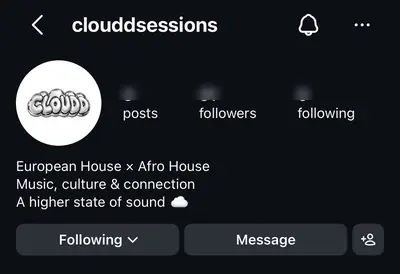 clouddsessions
CLOUDD
posts
followers
following
European House × Afro House
Music, culture & connection
A higher state of sound ☁️
Following
Message